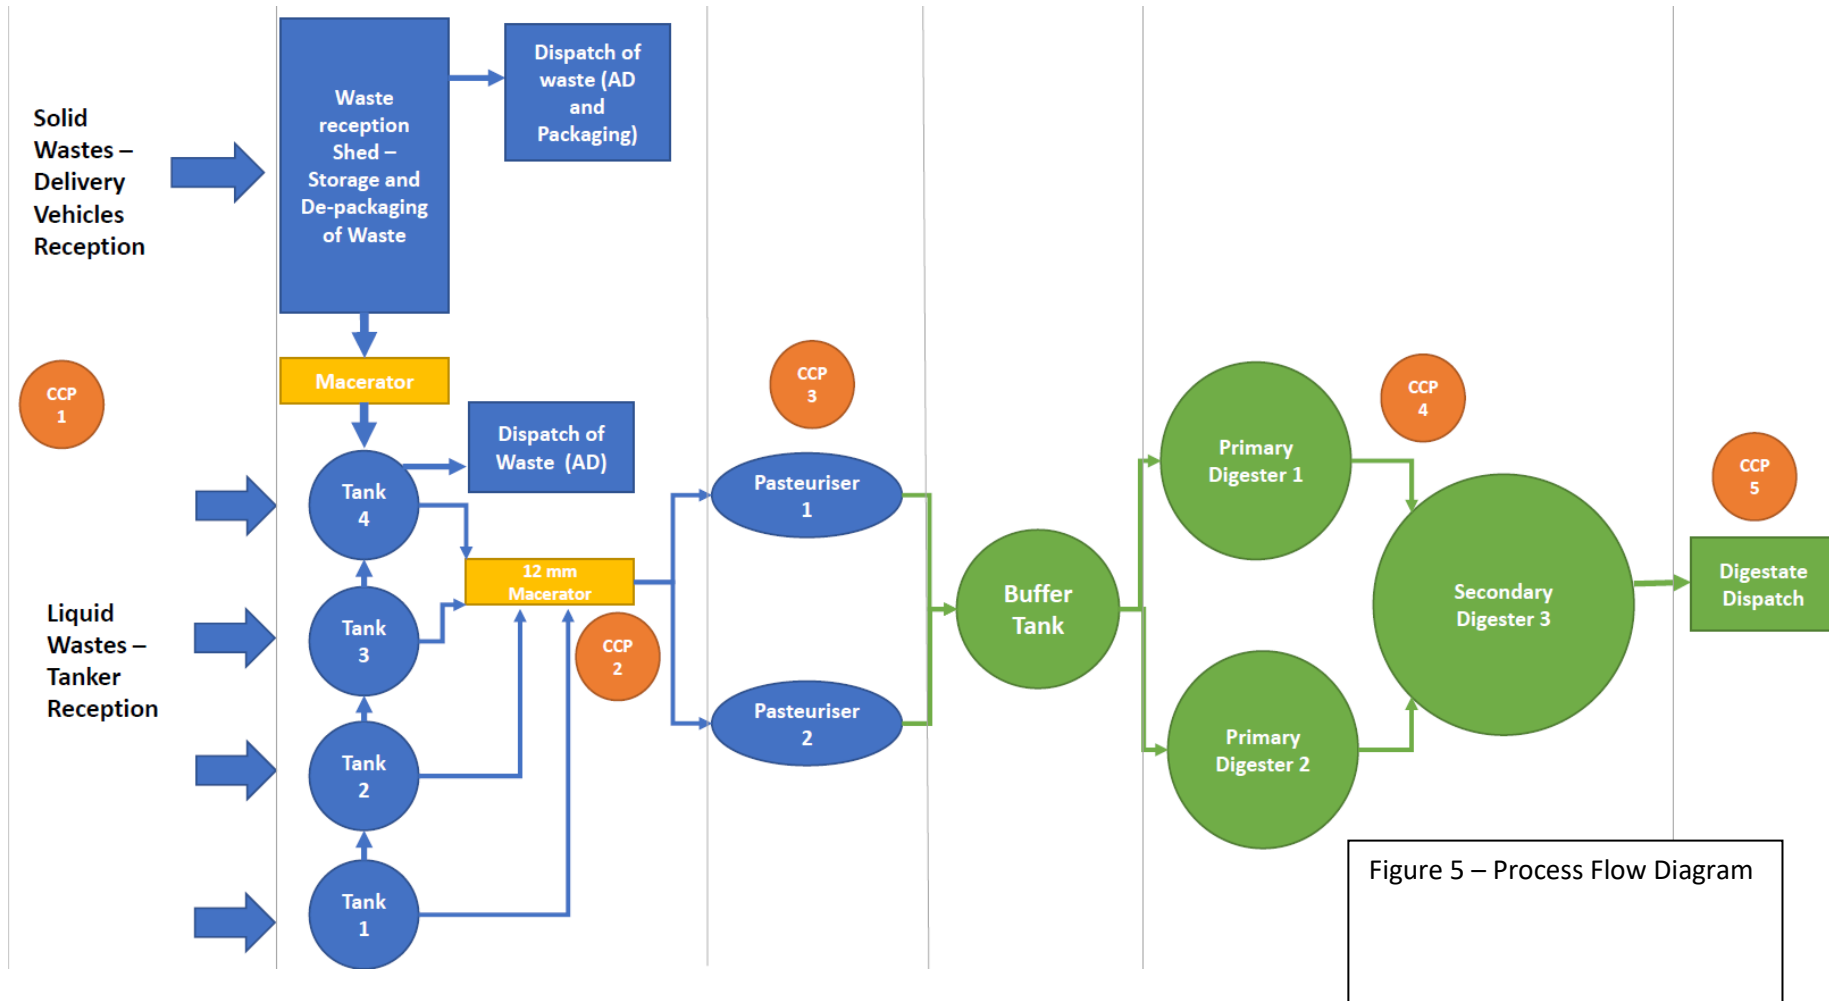 Solid
Wastes –
Delivery
Vehicles
Reception
Waste
reception
Shed –
Storage and
De-packaging
of Waste
Dispatch of
waste (AD
and
Packaging)
Macerator
CCP
1
Dispatch of
Waste (AD)
Tank
4
Liquid
Wastes –
Tanker
Reception
Tank
3
Tank
2
Tank
1
12 mm
Macerator
CCP
2
CCP
3
Pasteuriser
1
Pasteuriser
2
Buffer
Tank
Primary
Digester 1
Primary
Digester 2
CCP
4
Secondary
Digester 3
CCP
5
Digestate
Dispatch
Figure 5 – Process Flow Diagram